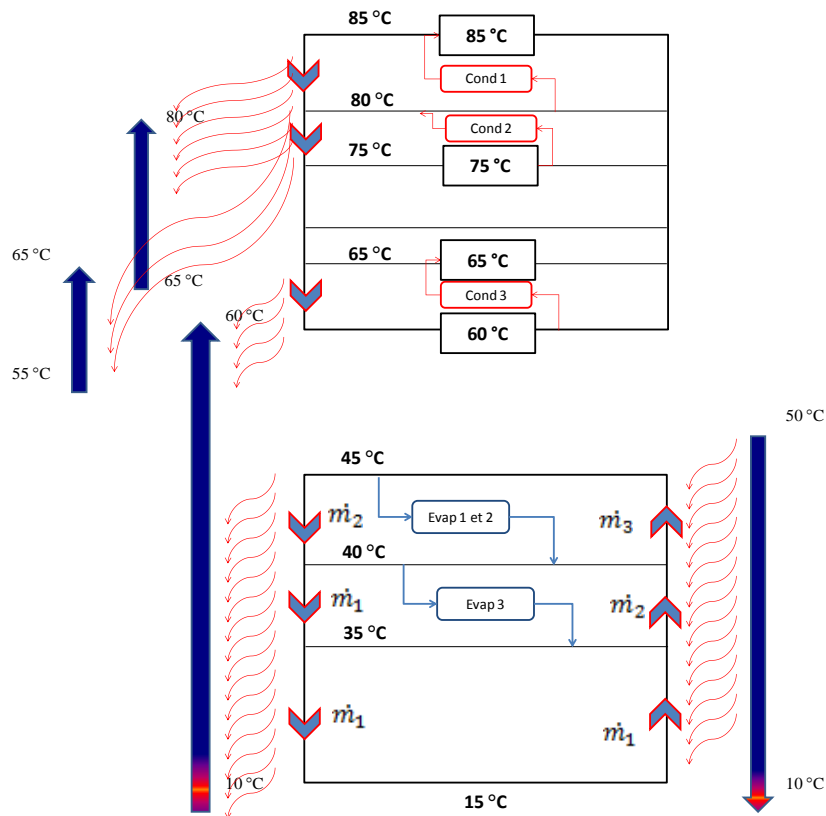 85 °C
85 °C
Cond 1
80 °C
80 °C
Cond 2
75 °C
75 °C
65 °C
65 °C
65 °C
65 °C
Cond 3
60 °C
60 °C
55 °C
50 °C
45 °C
ṁ2
Evap 1 et 2
ṁ3
40 °C
ṁ1
Evap 3
ṁ2
35 °C
ṁ1
ṁ1
10 °C
10 °C
15 °C